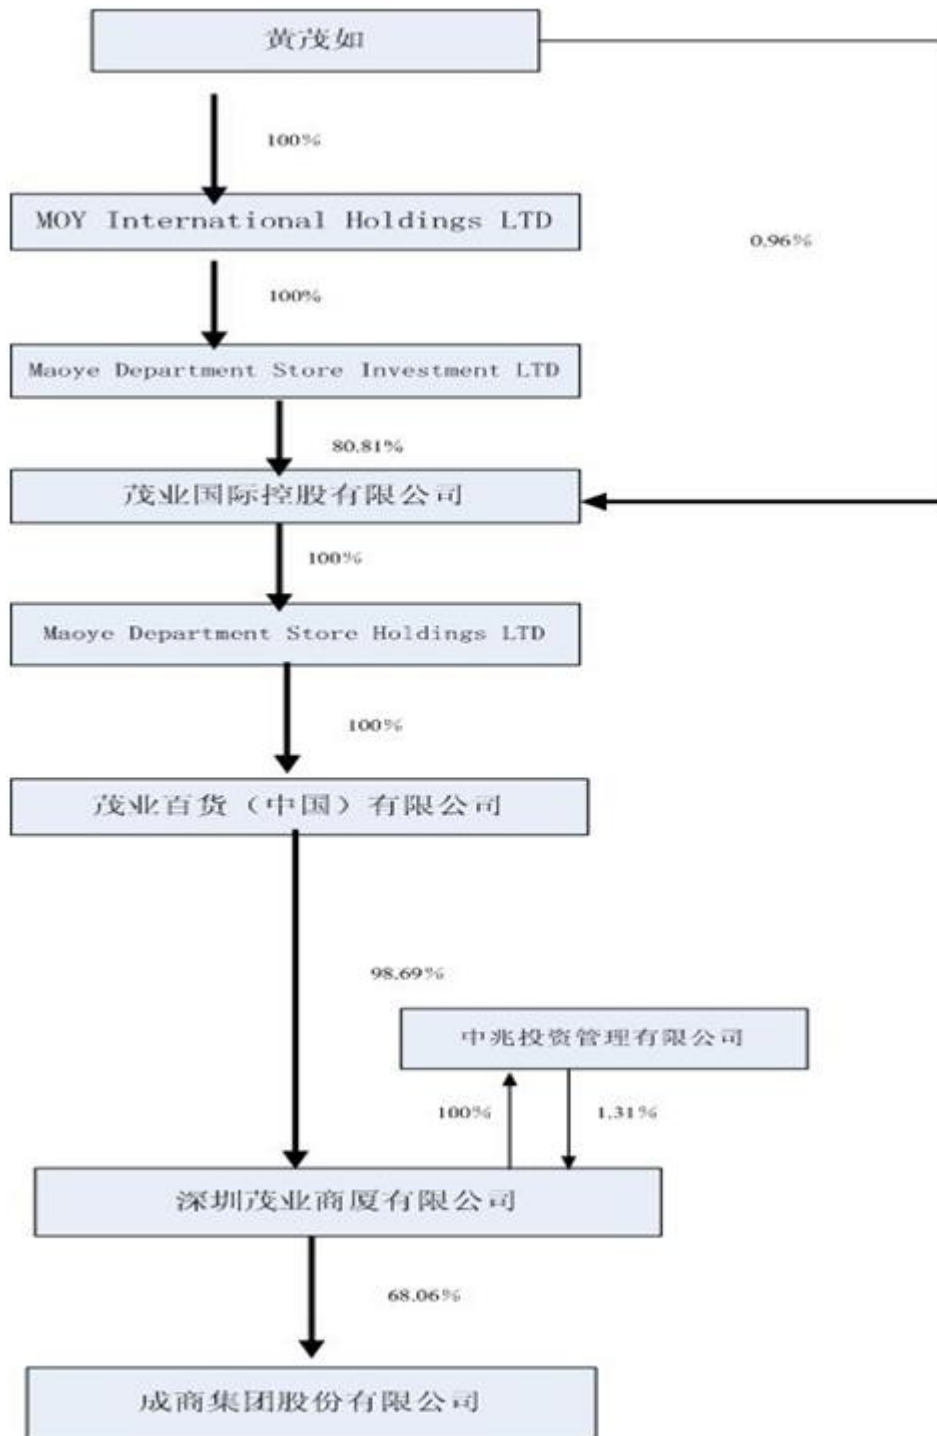 黄茂如
100%
MOY International Holdings LTD
0.96%
100%
Maoye Department Store Investment LTD
80.81%
茂业国际控股有限公司
100%
Maoye Department Store Holdings LTD
100%
茂业百货（中国）有限公司
98.69%
中兆投资管理有限公司
100%
1.31%
深圳茂业商厦有限公司
68.06%
成商集团股份有限公司